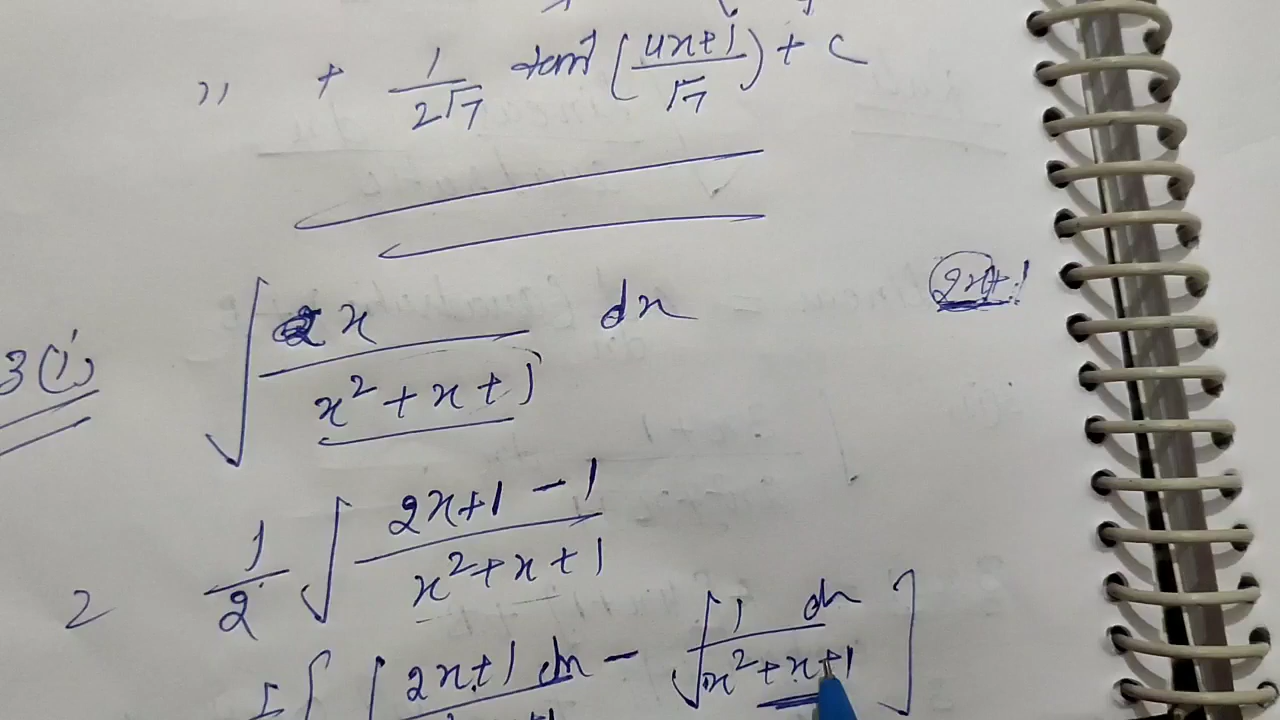 ,, + 1/2√7 tan⁻¹ (4x+1/√7) + c
2x+1
3(i) ∫ 2x/x²+x+1 dx
2 1/2 ∫ 2x+1-1/x²+x+1
[ ∫ 2x+1 dx - ∫ 1 dx/x²+x+1 ]